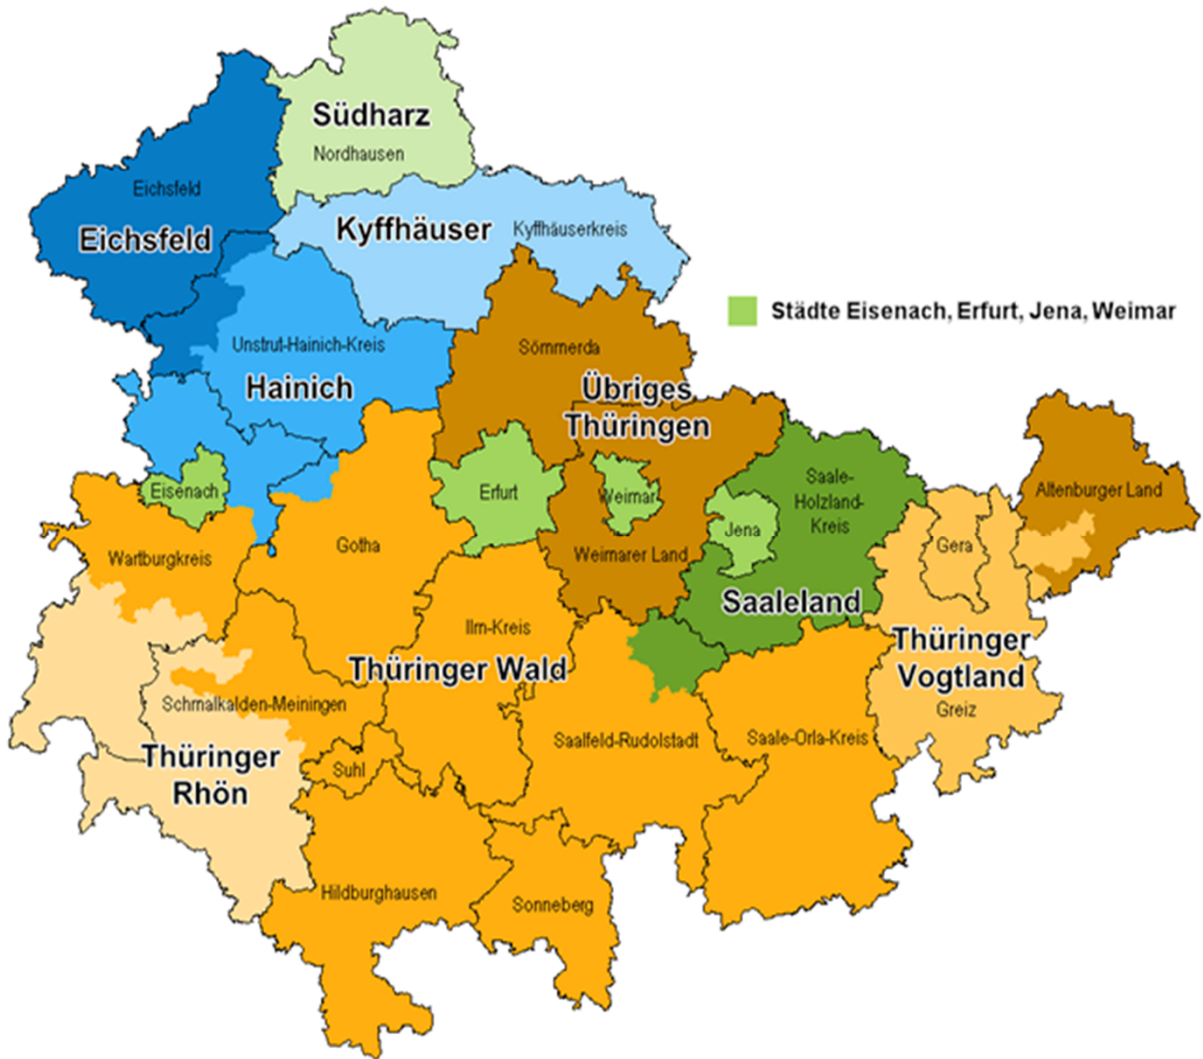 Südharz
Nordhausen
Eichsfeld
Eichsfeld
Kyffhäuser
Kyffhäuserkreis
Städte Eisenach, Erfurt, Jena, Weimar
Unstrut-Hainich-Kreis
Hainich
Sömmerda
Übriges
Thüringen
Eisenach
Erfurt
Weimar
Saale-
Holzland-
Kreis
Jena
Altenburger Land
Wartburgkreis
Gotha
Weimarer Land
Gera
Saaleland
Ilm-Kreis
Thüringer Wald
Thüringer
Vogtland
Greiz
Schmalkalden-Meiningen
Thüringer
Rhön
Suhl
Saalfeld-Rudolstadt
Saale-Orla-Kreis
Hildburghausen
Sonneberg